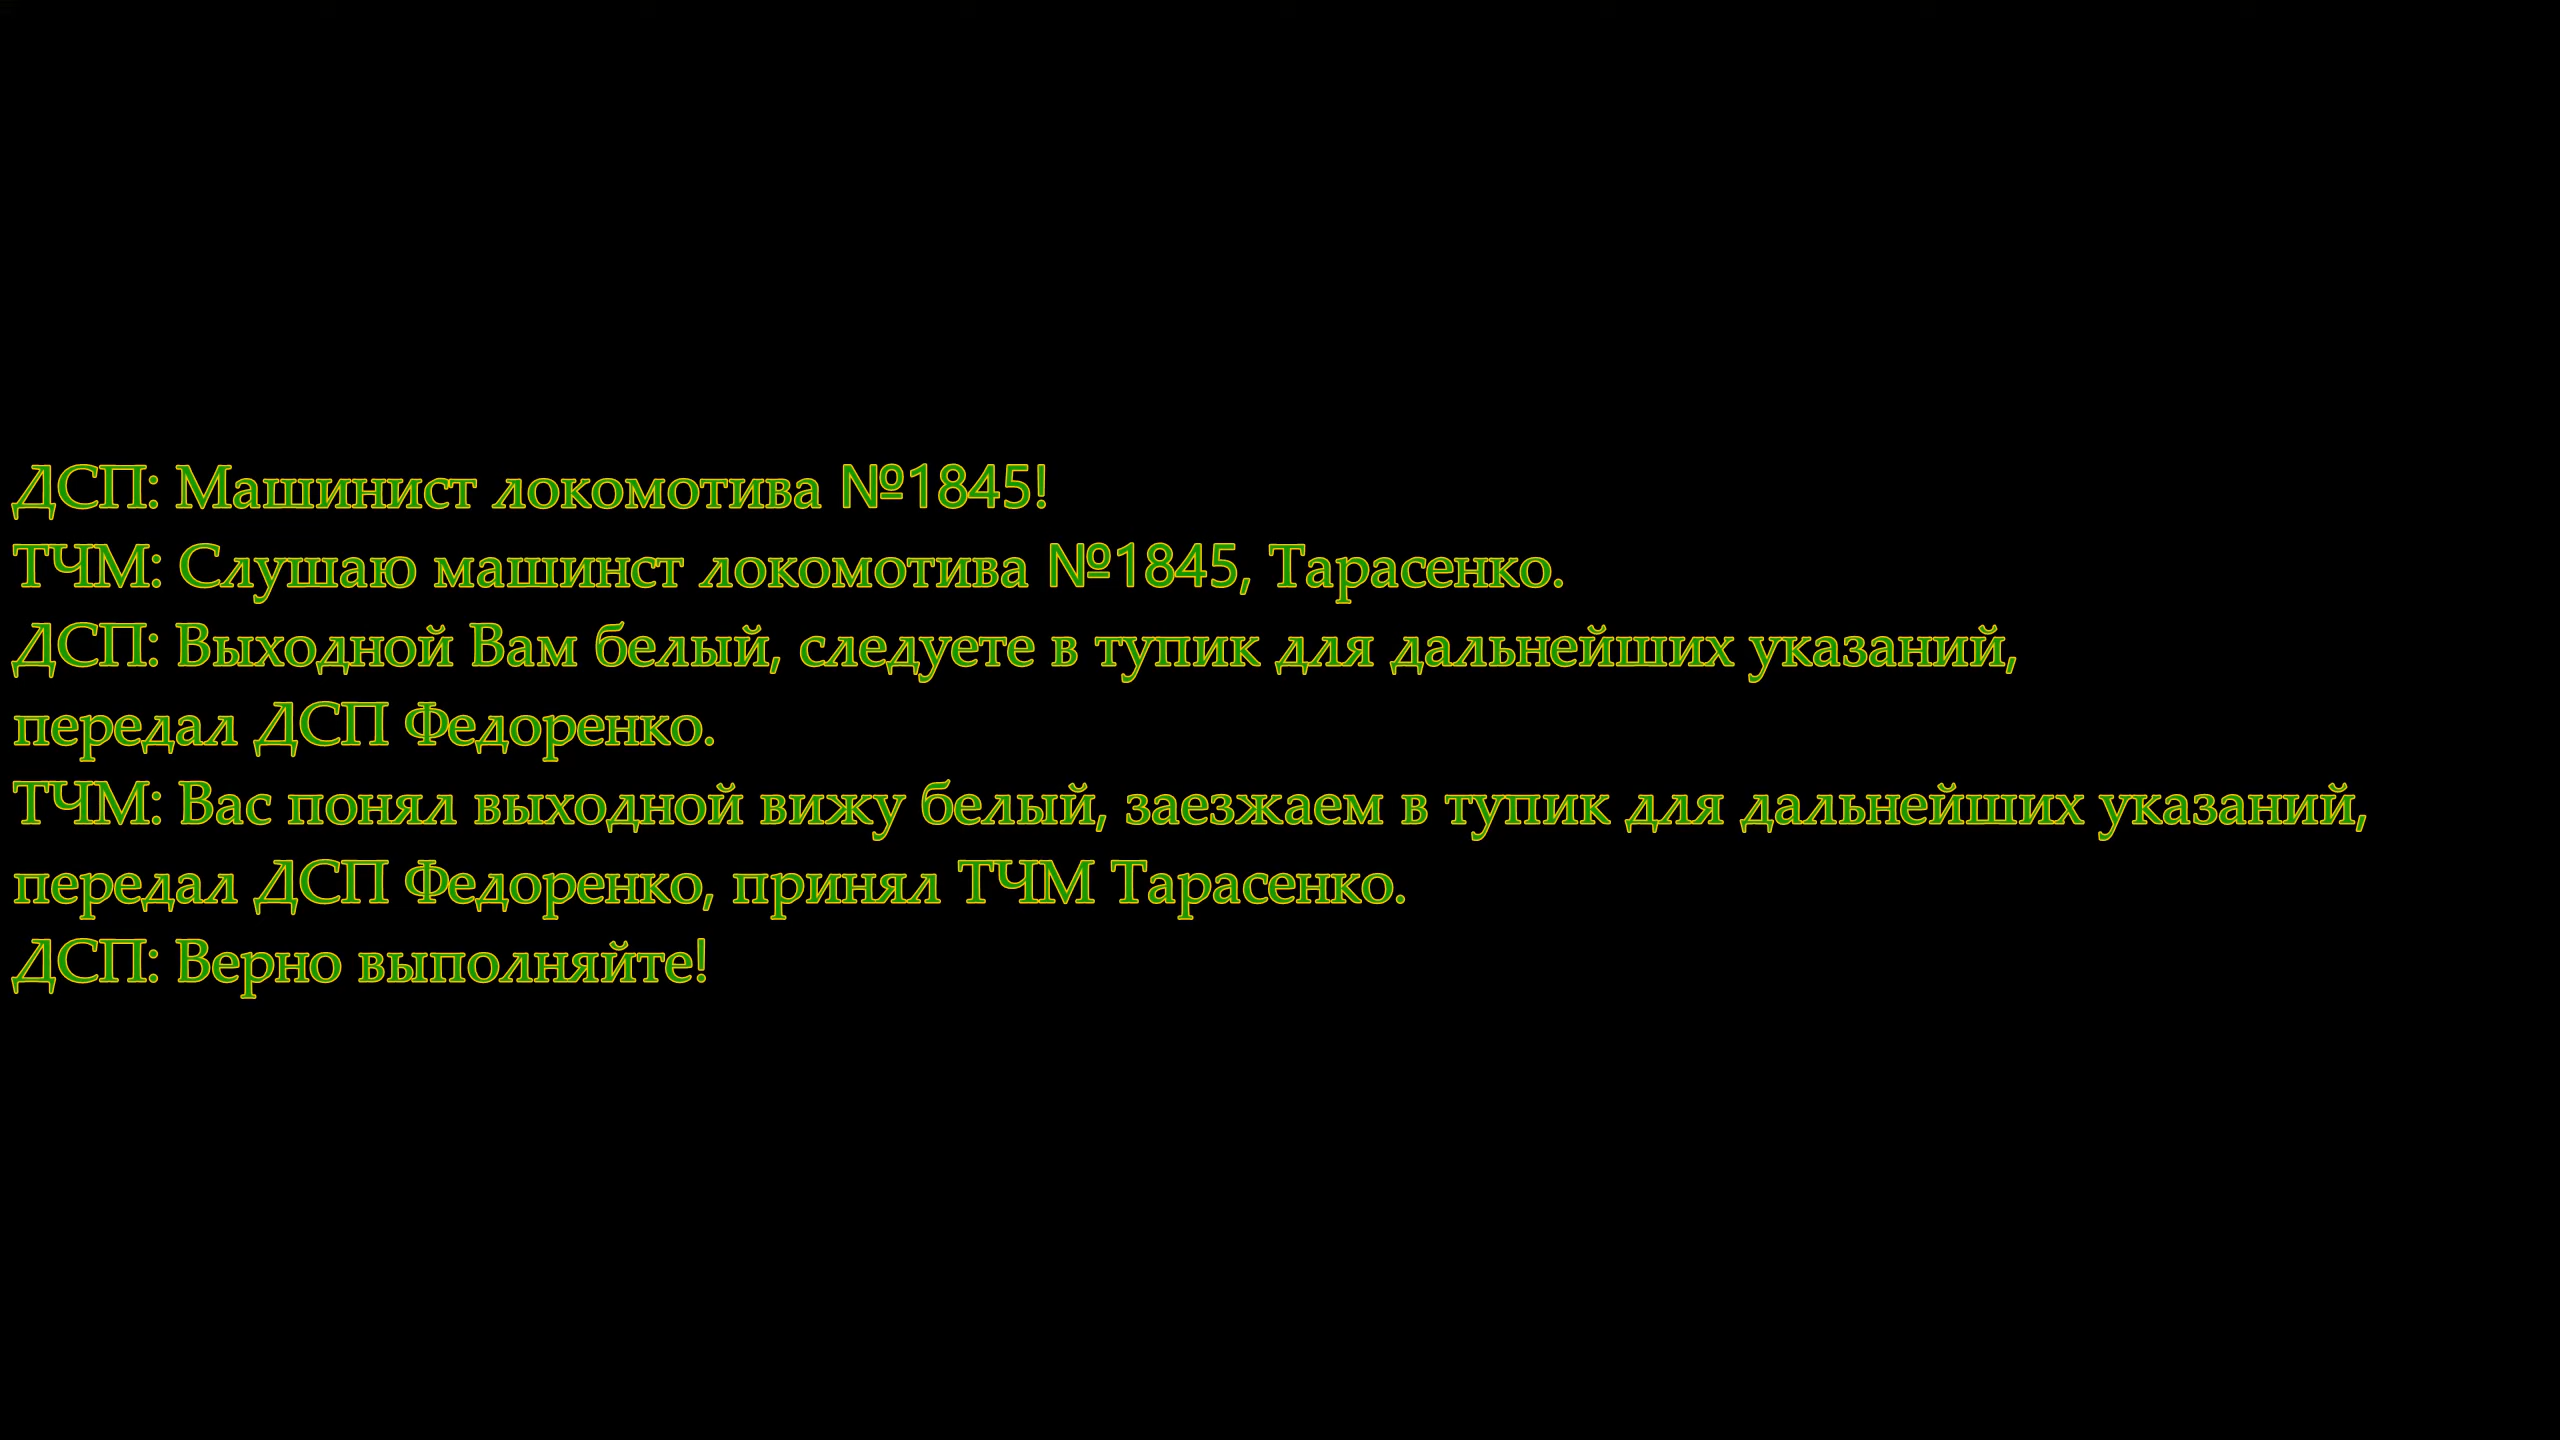 ДСП: Машинист локомотива №1845!
ТЧМ: Слушаю машинст локомотива №1845, Тарасенко.
ДСП: Выходной Вам белый, следуете в тупик для дальнейших указаний,
передал ДСП Федоренко.
ТЧМ: Вас понял выходной вижу белый, заезжаем в тупик для дальнейших указаний,
передал ДСП Федоренко, принял ТЧМ Тарасенко.
ДСП: Верно выполняйте!